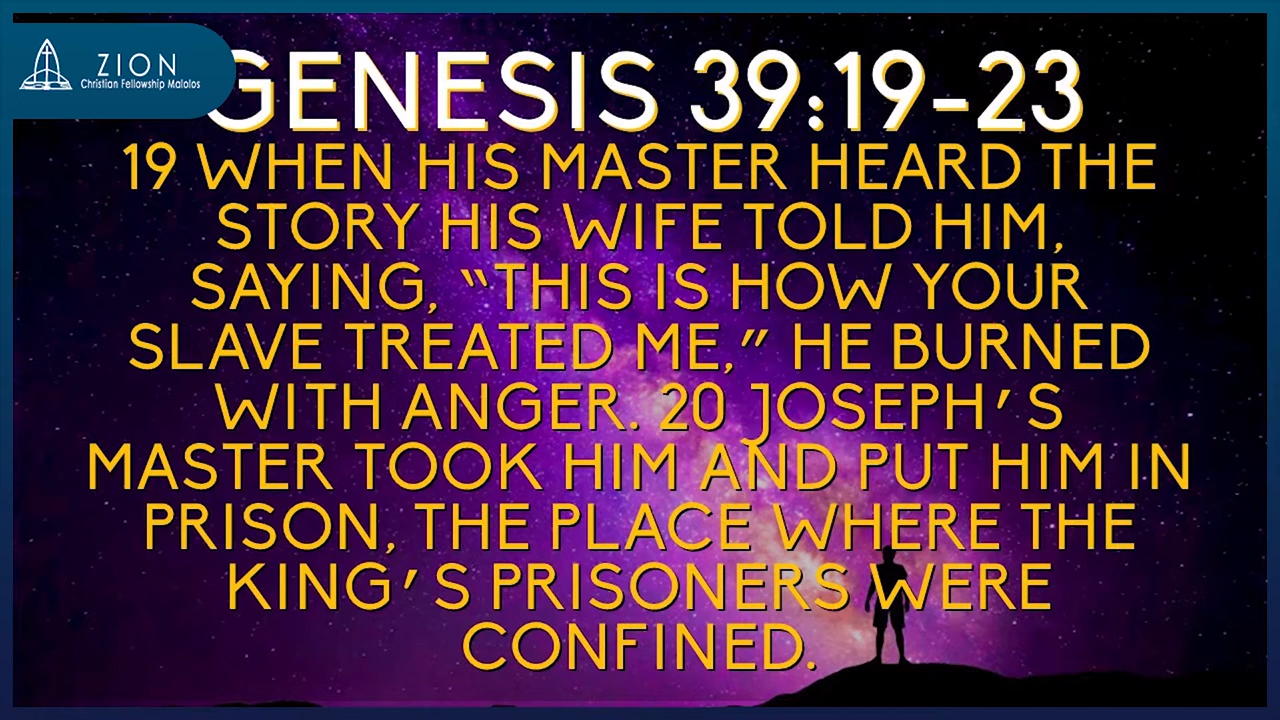 ZION
Christian Fellowship Malolos
GENESIS 39:19-23
19 WHEN HIS MASTER HEARD THE
STORY HIS WIFE TOLD HIM,
SAYING, “THIS IS HOW YOUR
SLAVE TREATED ME,” HE BURNED
WITH ANGER. 20 JOSEPH’S
MASTER TOOK HIM AND PUT HIM IN
PRISON, THE PLACE WHERE THE
KING’S PRISONERS WERE
CONFINED.